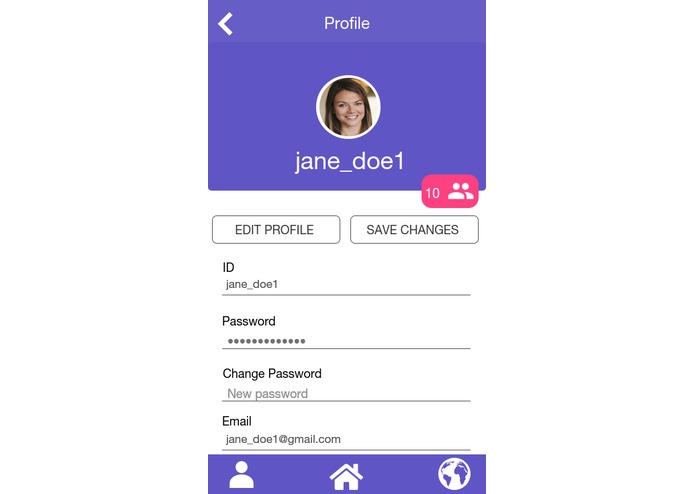 Profile
jane_doe1
10
EDIT PROFILE
SAVE CHANGES
ID
jane_doe1
Password
•••••••••••••
Change Password
New password
Email
jane_doe1@gmail.com